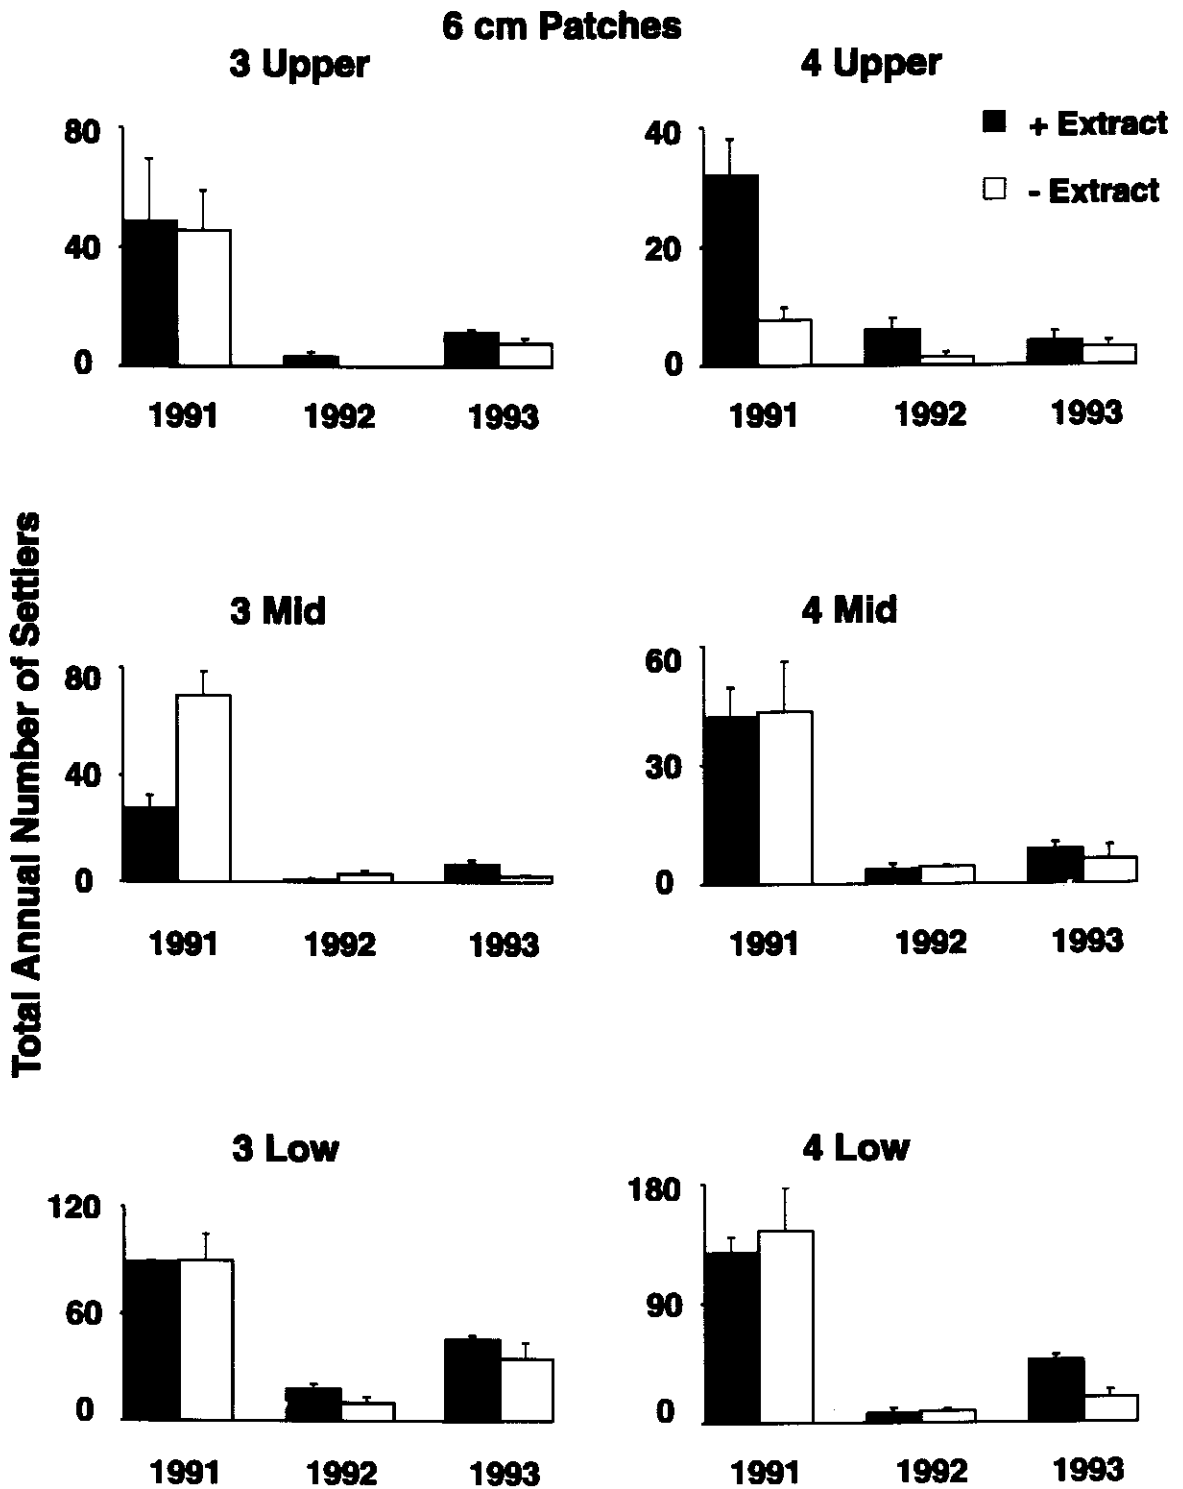 6 cm Patches
3 Upper
4 Upper
+ Extract
- Extract
80
40
0
1991 1992 1993
40
20
0
1991 1992 1993
Total Annual Number of Settlers
3 Mid
4 Mid
80
40
0
1991 1992 1993
60
30
0
1991 1992 1993
3 Low
4 Low
120
60
0
1991 1992 1993
180
90
0
1991 1992 1993